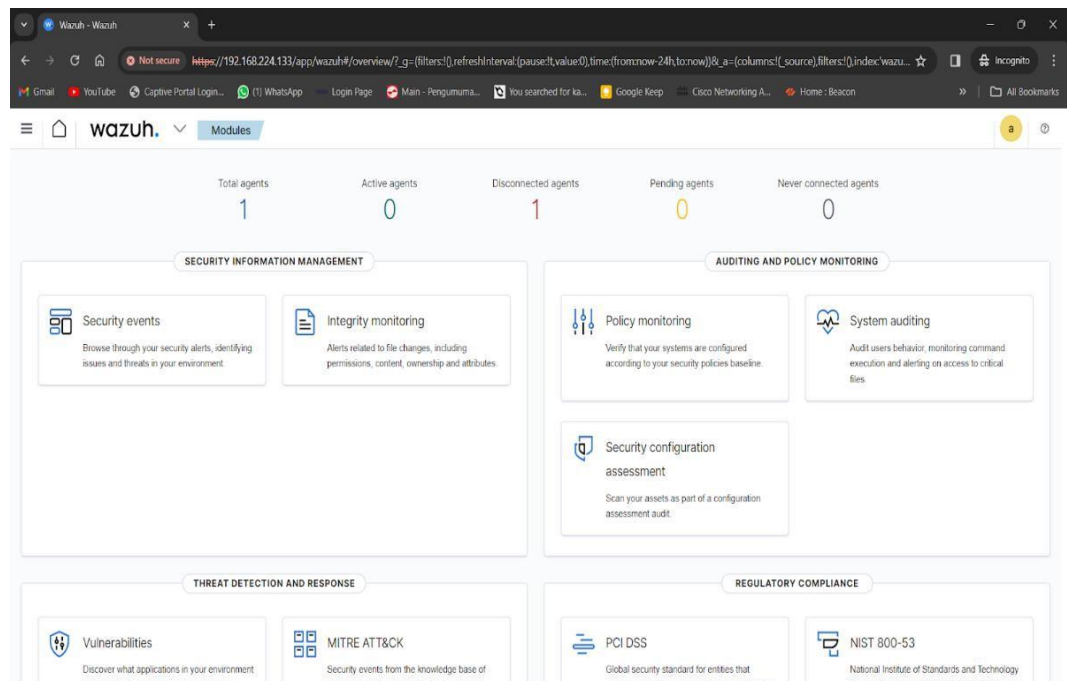 Wazuh - Wazuh
Not secure https://192.168.224.133/app/wazuh#/overview/?_g=(filters:!(),refreshInterval:(pause:!t,value:0),time:(from:now-24h,to:now))&_a=(columns:!(_source),filters:!(),index:'wazu... Incognito
Gmail YouTube Captive Portal Login... (1) WhatsApp Login Page Main - Pengumuma... You searched for ka... Google Keep Cisco Networking A... Home : Beacon » All Bookmarks
wazuh. Modules a
Total agents Active agents Disconnected agents Pending agents Never connected agents
1 0 1 0 0
SECURITY INFORMATION MANAGEMENT
Security events
Browse through your security alerts, identifying
issues and threats in your environment.
Integrity monitoring
Alerts related to file changes, including
permissions, content, ownership and attributes.
AUDITING AND POLICY MONITORING
Policy monitoring
Verify that your systems are configured
according to your security policies baseline.
System auditing
Audit users behavior, monitoring command
execution and alerting on access to critical
files.
Security configuration
assessment
Scan your assets as part of a configuration
assessment audit.
THREAT DETECTION AND RESPONSE
Vulnerabilities
Discover what applications in your environment
MITRE ATT&CK
Security events from the knowledge base of
REGULATORY COMPLIANCE
PCI DSS
Global security standard for entities that
NIST 800-53
National Institute of Standards and Technology